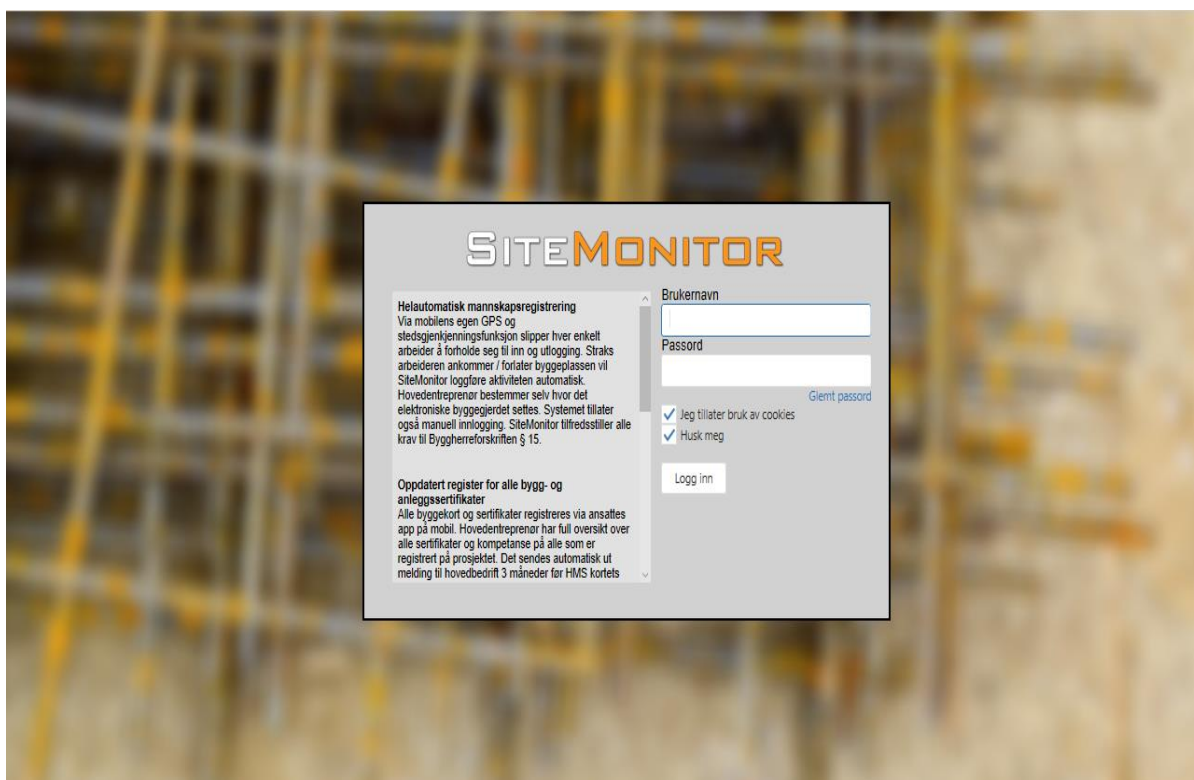 SITEMONITOR
Helautomatisk mannskapsregistrering
Via mobilens egen GPS og
stedsgjenkjenningsfunksjon slipper hver enkelt
arbeider å forholde seg til inn og utlogging. Straks
arbeideren ankommer / forlater byggeplassen vil
SiteMonitor loggføre aktiviteten automatisk.
Hovedentreprenør bestemmer selv hvor det
elektroniske byggegjerdet settes. Systemet tillater
også manuell innlogging. SiteMonitor tilfredsstiller alle
krav til Byggherreforskriften § 15.
Oppdatert register for alle bygg- og
anleggssertifikater
Alle byggekort og sertifikater registreres via ansattes
app på mobil. Hovedentreprenør har full oversikt over
alle sertifikater og kompetanse på alle som er
registrert på prosjektet. Det sendes automatisk ut
melding til hovedbedrift 3 måneder før HMS kortets
Brukernavn
Passord
Glemt passord
Jeg tillater bruk av cookies
Husk meg
Logg inn